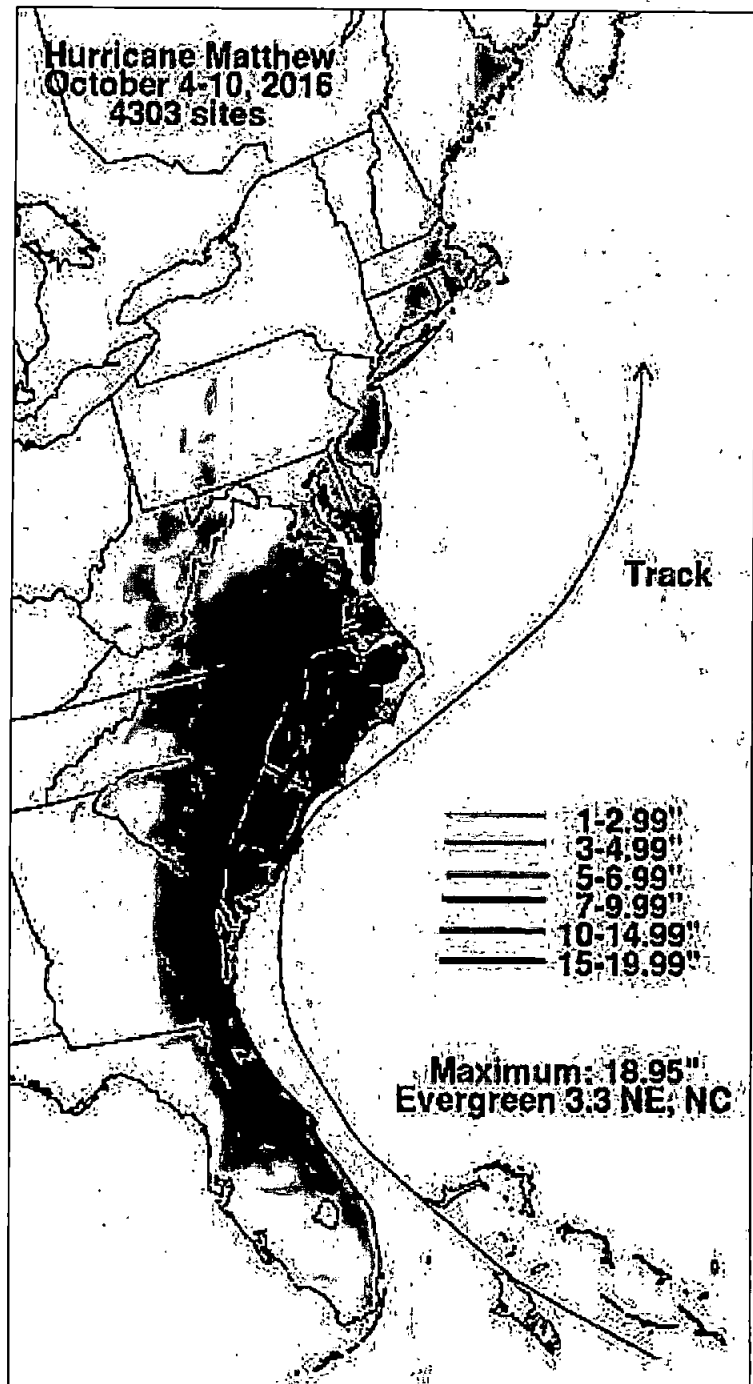 Hurricane Matthew
October 4-10, 2016
4303 sites
Track
1-2.99"
3-4.99"
5-6.99"
7-9.99"
10-14.99"
15-19.99"
Maximum: 18.95"
Evergreen 3.3 NE, NC